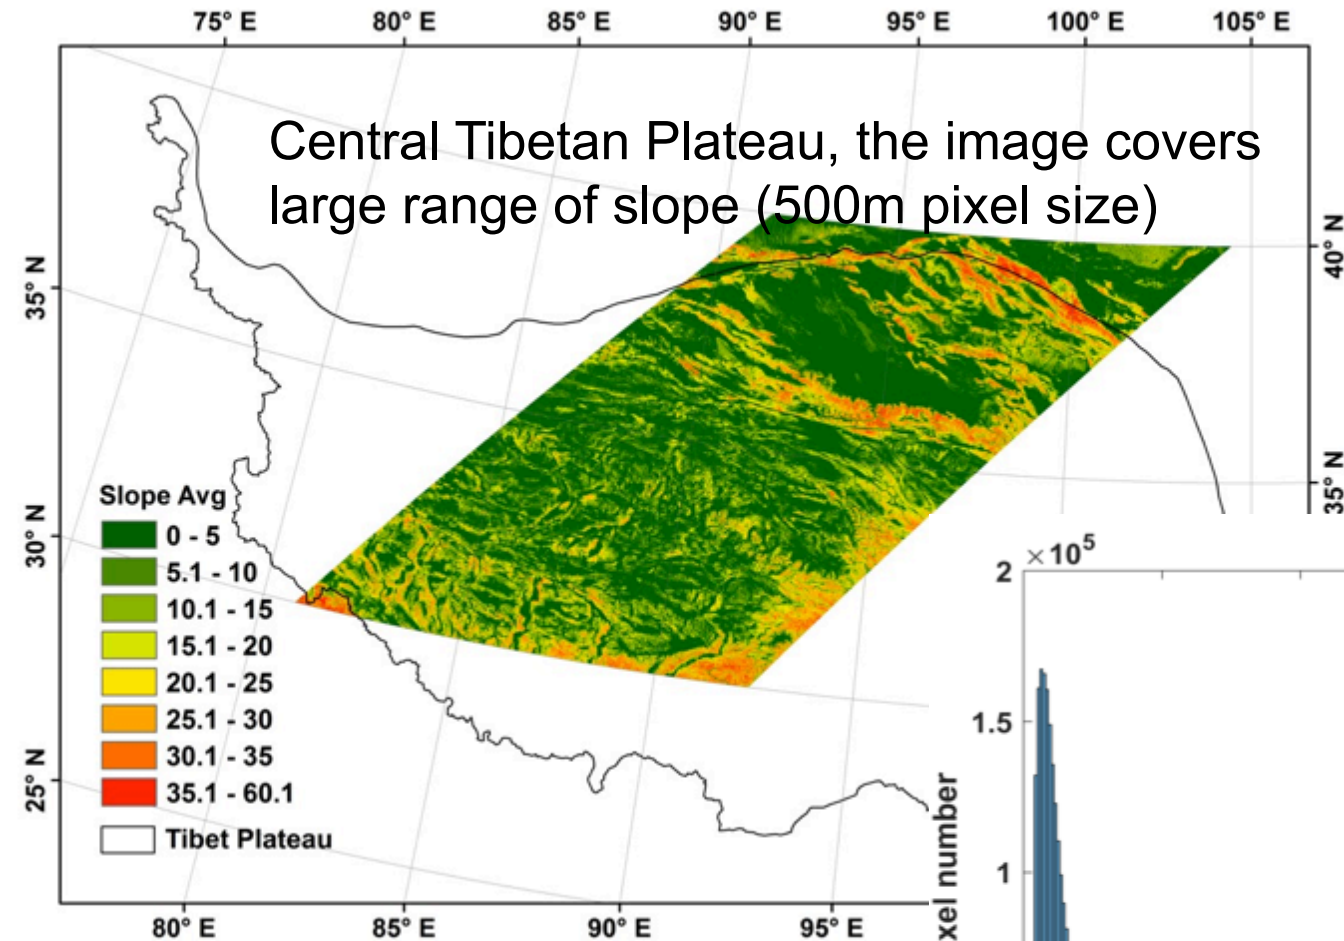 75° E 80° E 85° E 90° E 95° E 100° E 105° E
Central Tibetan Plateau, the image covers
large range of slope (500m pixel size)
40° N
35° N
35° N
30° N
25° N
Slope Avg
0 - 5
5.1 - 10
10.1 - 15
15.1 - 20
20.1 - 25
25.1 - 30
30.1 - 35
35.1 - 60.1
Tibet Plateau
80° E 85° E 90° E 95° E
×10⁵
2
1.5
1
xel number